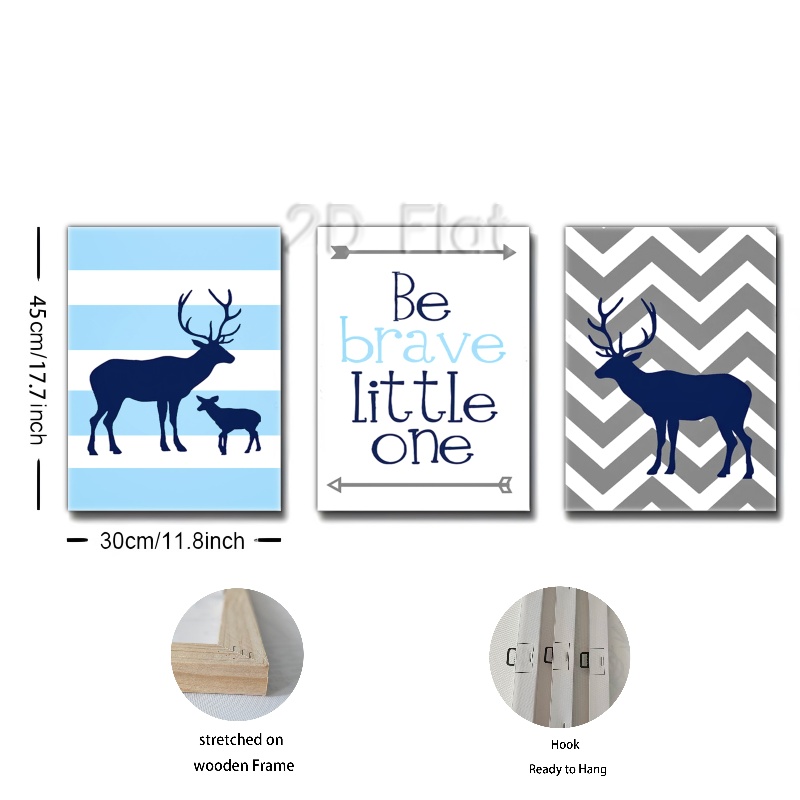 2D Flat
Be
brave
little
one
45cm/17.7inch
30cm/11.8inch
stretched on
wooden Frame
Hook
Ready to Hang